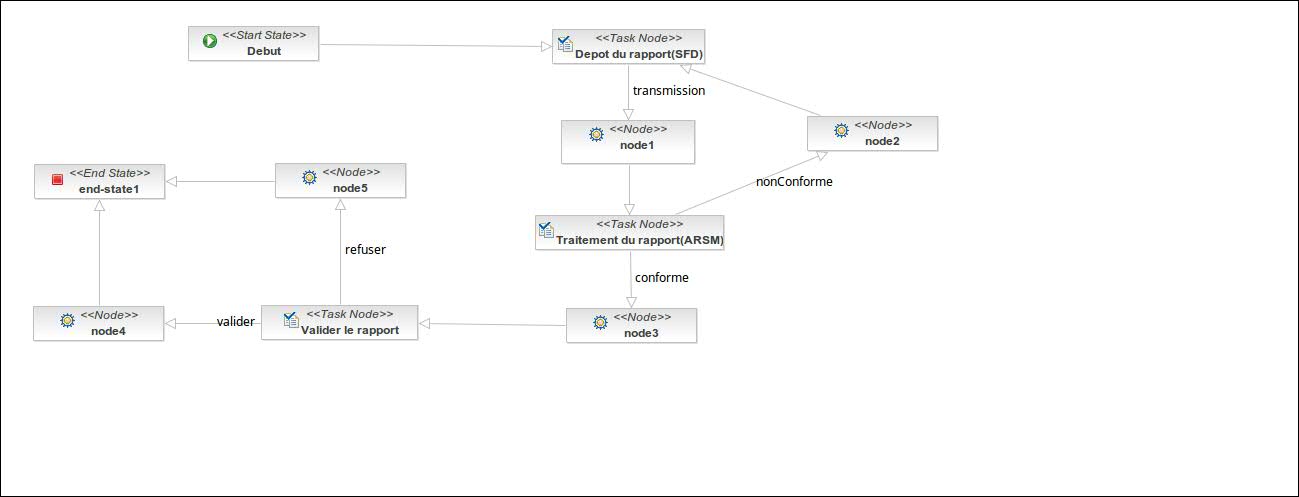 <<Start State>>
Debut
<<Task Node>>
Depot du rapport(SFD)
transmission
<<Node>>
node1
<<Node>>
node2
nonConforme
<<End State>>
end-state1
<<Node>>
node5
<<Task Node>>
Traitement du rapport(ARSM)
refuser
conforme
<<Node>>
node4
valider
<<Task Node>>
Valider le rapport
<<Node>>
node3